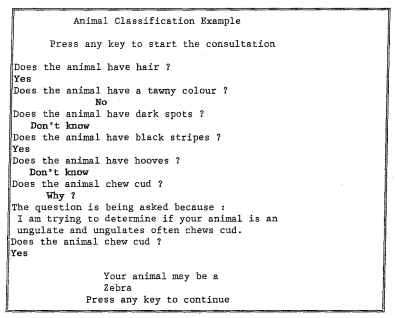 Animal Classification Example
Press any key to start the consultation
Does the animal have hair ?
Yes
Does the animal have a tawny colour ?
No
Does the animal have dark spots ?
Don't know
Does the animal have black stripes ?
Yes
Does the animal have hooves ?
Don't know
Does the animal chew cud ?
Why ?
The question is being asked because :
I am trying to determine if your animal is an
ungulate and ungulates often chews cud.
Does the animal chew cud ?
Yes
Your animal may be a
Zebra
Press any key to continue